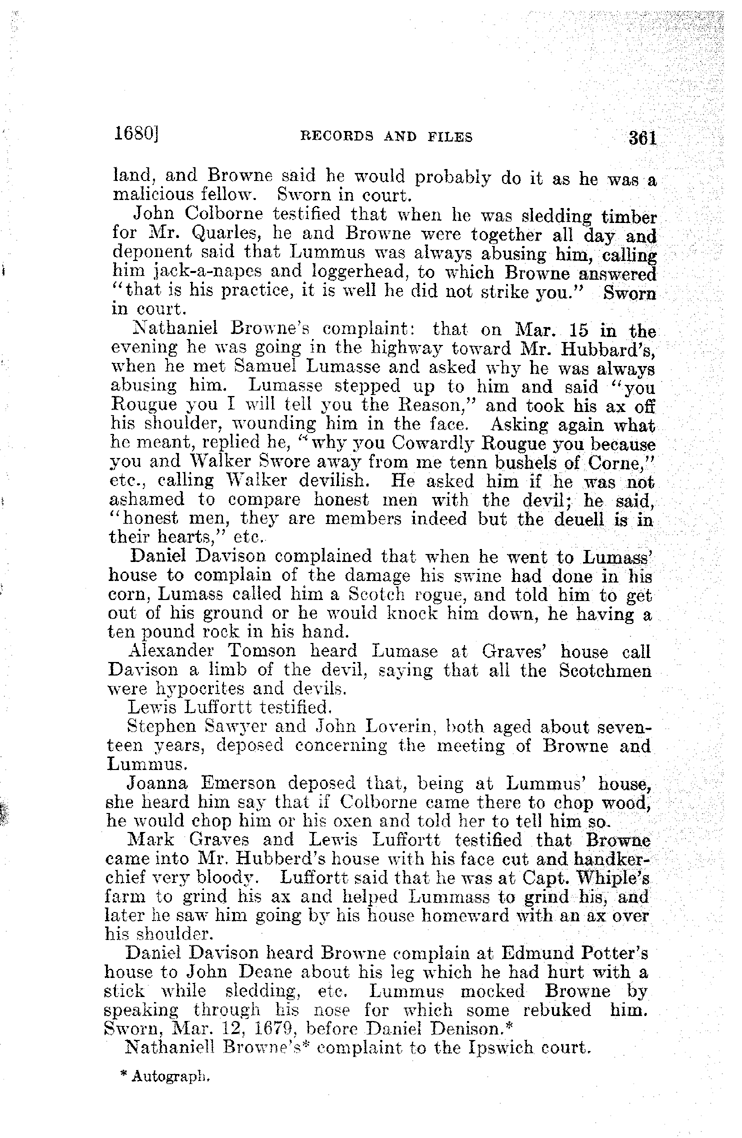 1680] RECORDS AND FILES 361
land, and Browne said he would probably do it as he was a
malicious fellow. Sworn in court.
John Colborne testified that when he was sledding timber
for Mr. Quarles, he and Browne were together all day and
deponent said that Lummus was always abusing him, calling
him jack-a-napes and loggerhead, to which Browne answered
"that is his practice, it is well he did not strike you." Sworn
in court.
Nathaniel Browne's complaint: that on Mar. 15 in the
evening he was going in the highway toward Mr. Hubbard's,
when he met Samuel Lumasse and asked why he was always
abusing him. Lumasse stepped up to him and said "you
Rougue you I will tell you the Reason," and took his ax off
his shoulder, wounding him in the face. Asking again what
he meant, replied he, "why you Cowardly Rougue you because
you and Walker Swore away from me tenn bushels of Corne,"
etc., calling Walker devilish. He asked him if he was not
ashamed to compare honest men with the devil; he said,
"honest men, they are members indeed but the deuell is in
their hearts," etc.
Daniel Davison complained that when he went to Lumass'
house to complain of the damage his swine had done in his
corn, Lumass called him a Scotch rogue, and told him to get
out of his ground or he would knock him down, he having a
ten pound rock in his hand.
Alexander Tomson heard Lumase at Graves' house call
Davison a limb of the devil, saying that all the Scotchmen
were hypocrites and devils.
Lewis Luffortt testified.
Stephen Sawyer and John Loverin, both aged about seven-
teen years, deposed concerning the meeting of Browne and
Lummus.
Joanna Emerson deposed that, being at Lummus' house,
she heard him say that if Colborne came there to chop wood,
he would chop him or his oxen and told her to tell him so.
Mark Graves and Lewis Luffortt testified that Browne
came into Mr. Hubberd's house with his face cut and handker-
chief very bloody. Luffortt said that he was at Capt. Whiple's
farm to grind his ax and helped Lummass to grind his, and
later he saw him going by his house homeward with an ax over
his shoulder.
Daniel Davison heard Browne complain at Edmund Potter's
house to John Deane about his leg which he had hurt with a
stick while sledding, etc. Lummus mocked Browne by
speaking through his nose for which some rebuked him.
Sworn, Mar. 12, 1679, before Daniel Denison.*
Nathaniell Browne's* complaint to the Ipswich court.
* Autograph.